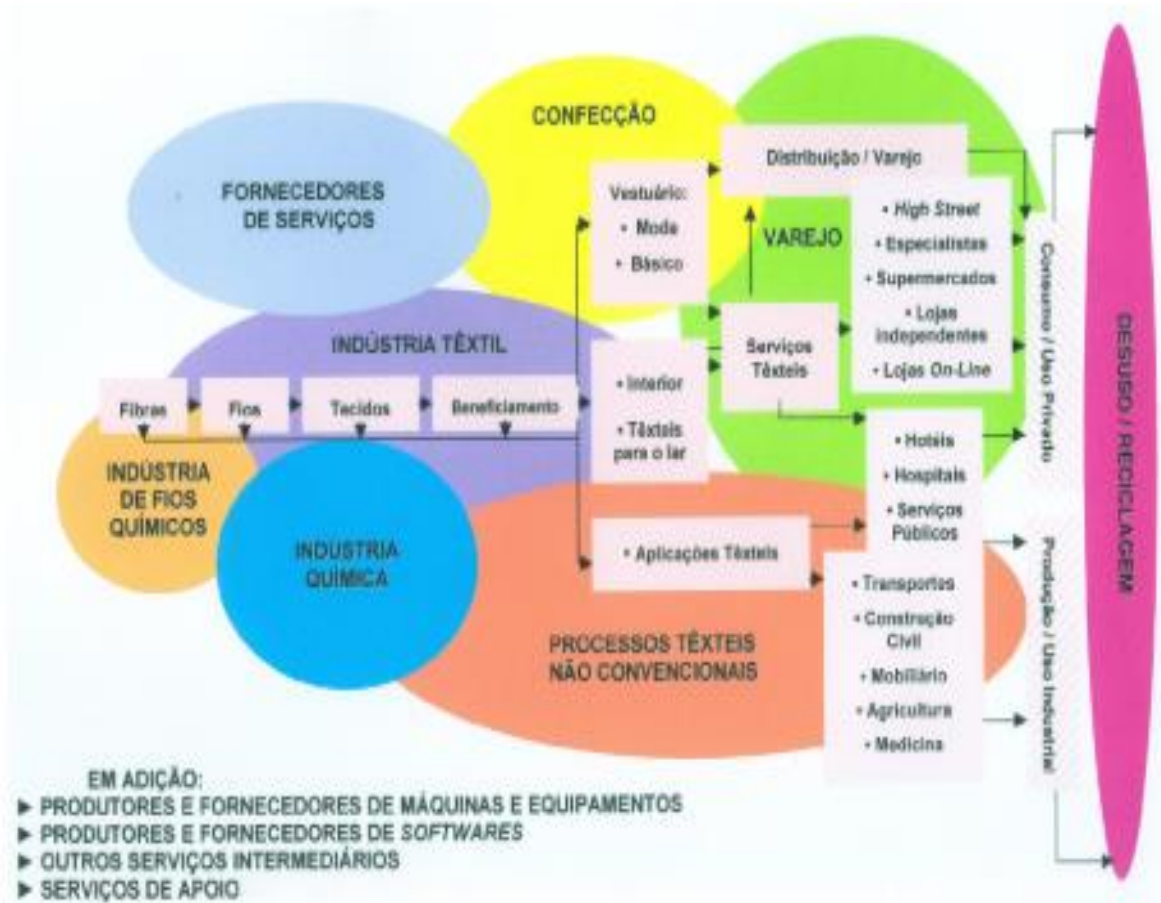 CONFECÇÃO
FORNECEDORES
DE SERVIÇOS
Distribuição / Varejo
Vestuário:
• Moda
• Básico
VAREJO
• High Street
• Especialistas
• Supermercados
• Lojas
independentes
• Lojas On-Line
INDÚSTRIA TÊXTIL
Serviços
Têxteis
Fibras
Fios
Tecidos
Beneficiamento
• Interior
• Têxteis
para o lar
INDÚSTRIA
DE FIOS
QUÍMICOS
INDÚSTRIA
QUÍMICA
• Hotéis
• Hospitais
• Serviços
Públicos
• Aplicações Têxteis
• Transportes
• Construção
Civil
• Mobiliário
• Agricultura
• Medicina
PROCESSOS TÊXTEIS
NÃO CONVENCIONAIS
Consumo / Uso Privado
Produção / Uso Industrial
DESUSO / RECICLAGEM
EM ADIÇÃO:
► PRODUTORES E FORNECEDORES DE MÁQUINAS E EQUIPAMENTOS
► PRODUTORES E FORNECEDORES DE SOFTWARES
► OUTROS SERVIÇOS INTERMEDIÁRIOS
► SERVIÇOS DE APOIO